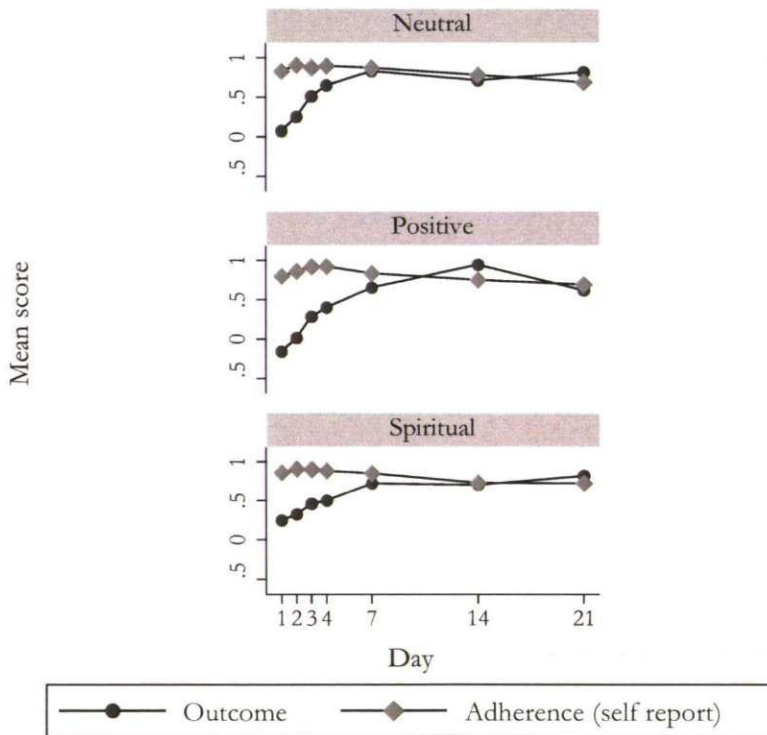 Neutral
1
.5
0
.5
Positive
1
.5
0
.5
Mean score
Spiritual
1
.5
0
.5
1 2 3 4 7 14 21
Day
Outcome Adherence (self report)